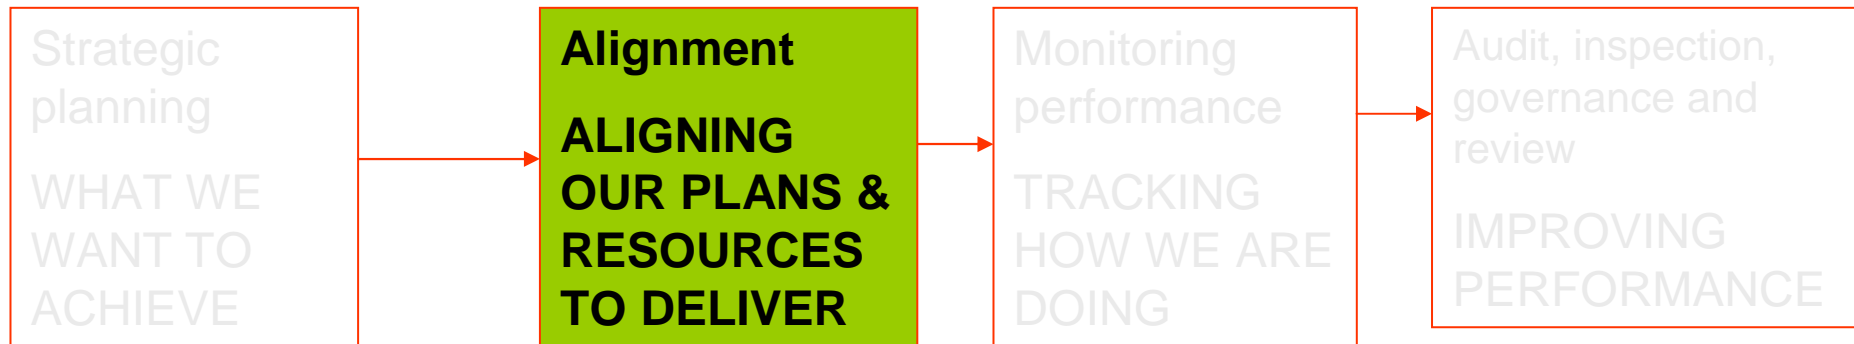 Strategic
planning
WHAT WE
WANT TO
ACHIEVE
Alignment
ALIGNING
OUR PLANS &
RESOURCES
TO DELIVER
Monitoring
performance
TRACKING
HOW WE ARE
DOING
Audit, inspection,
governance and
review
IMPROVING
PERFORMANCE